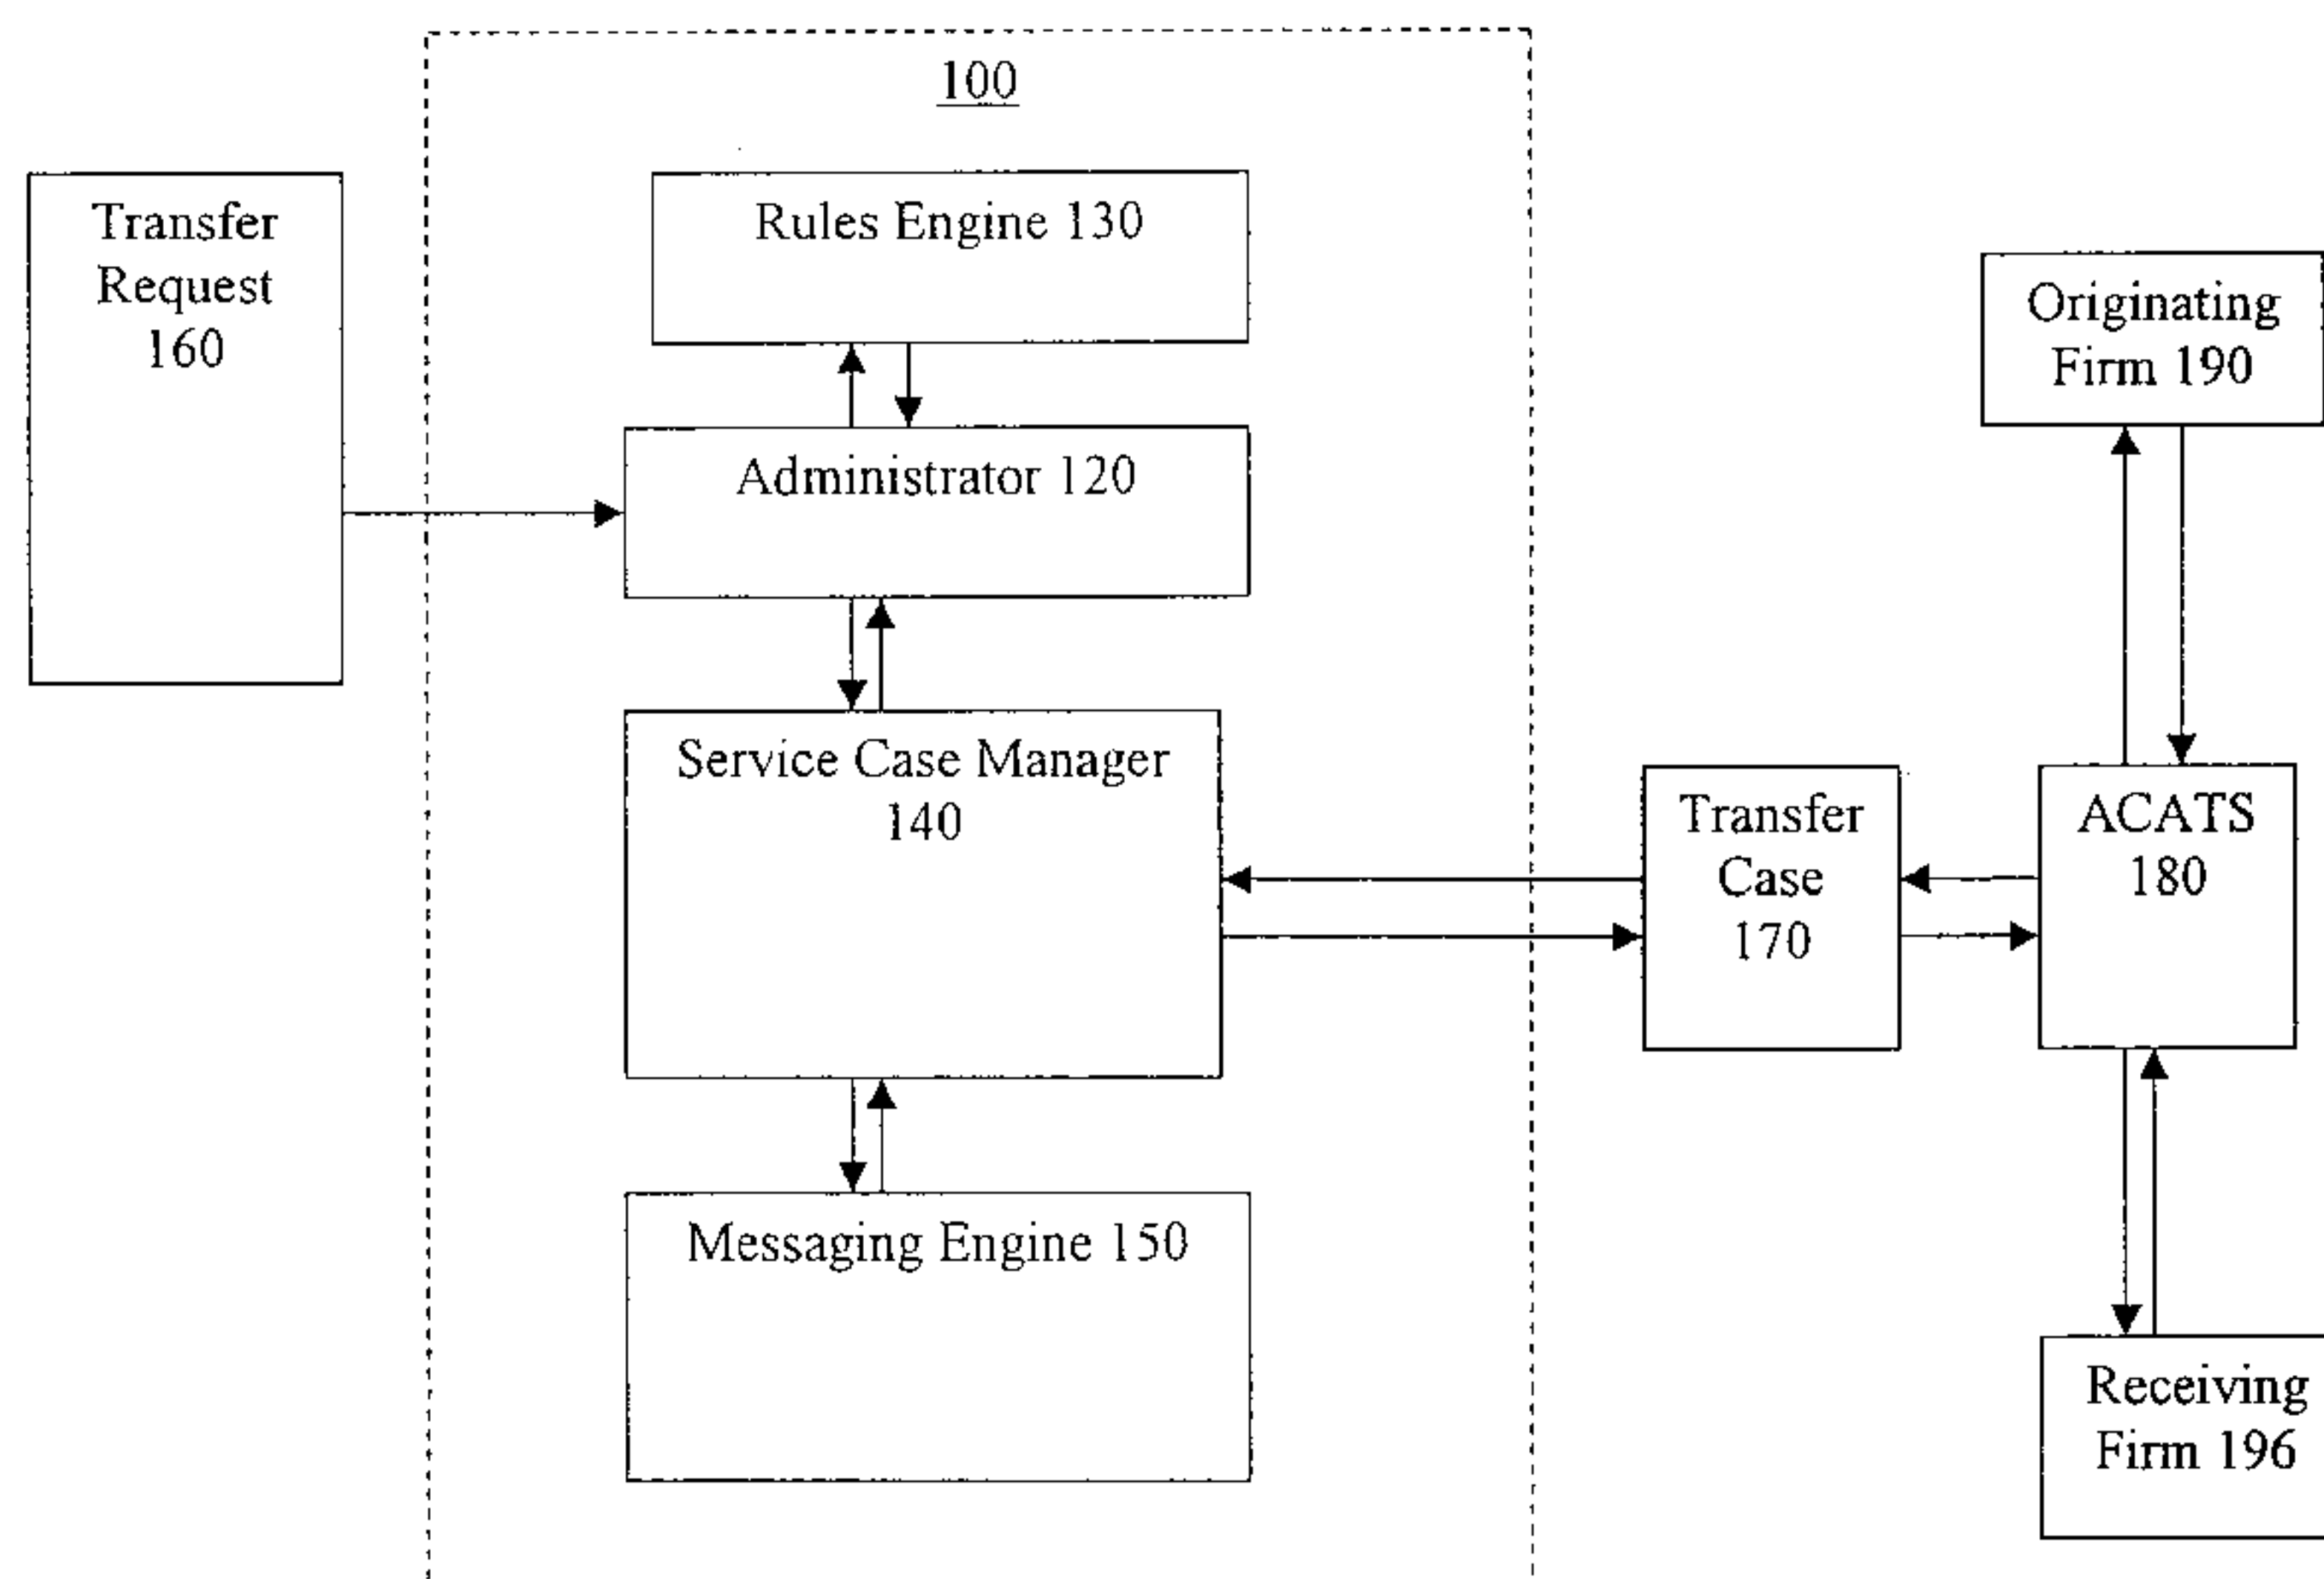 100
Transfer
Request
160
Rules Engine 130
Administrator 120
Service Case Manager
140
Messaging Engine 150
Transfer
Case
170
Originating
Firm 190
ACATS
180
Receiving
Firm 196